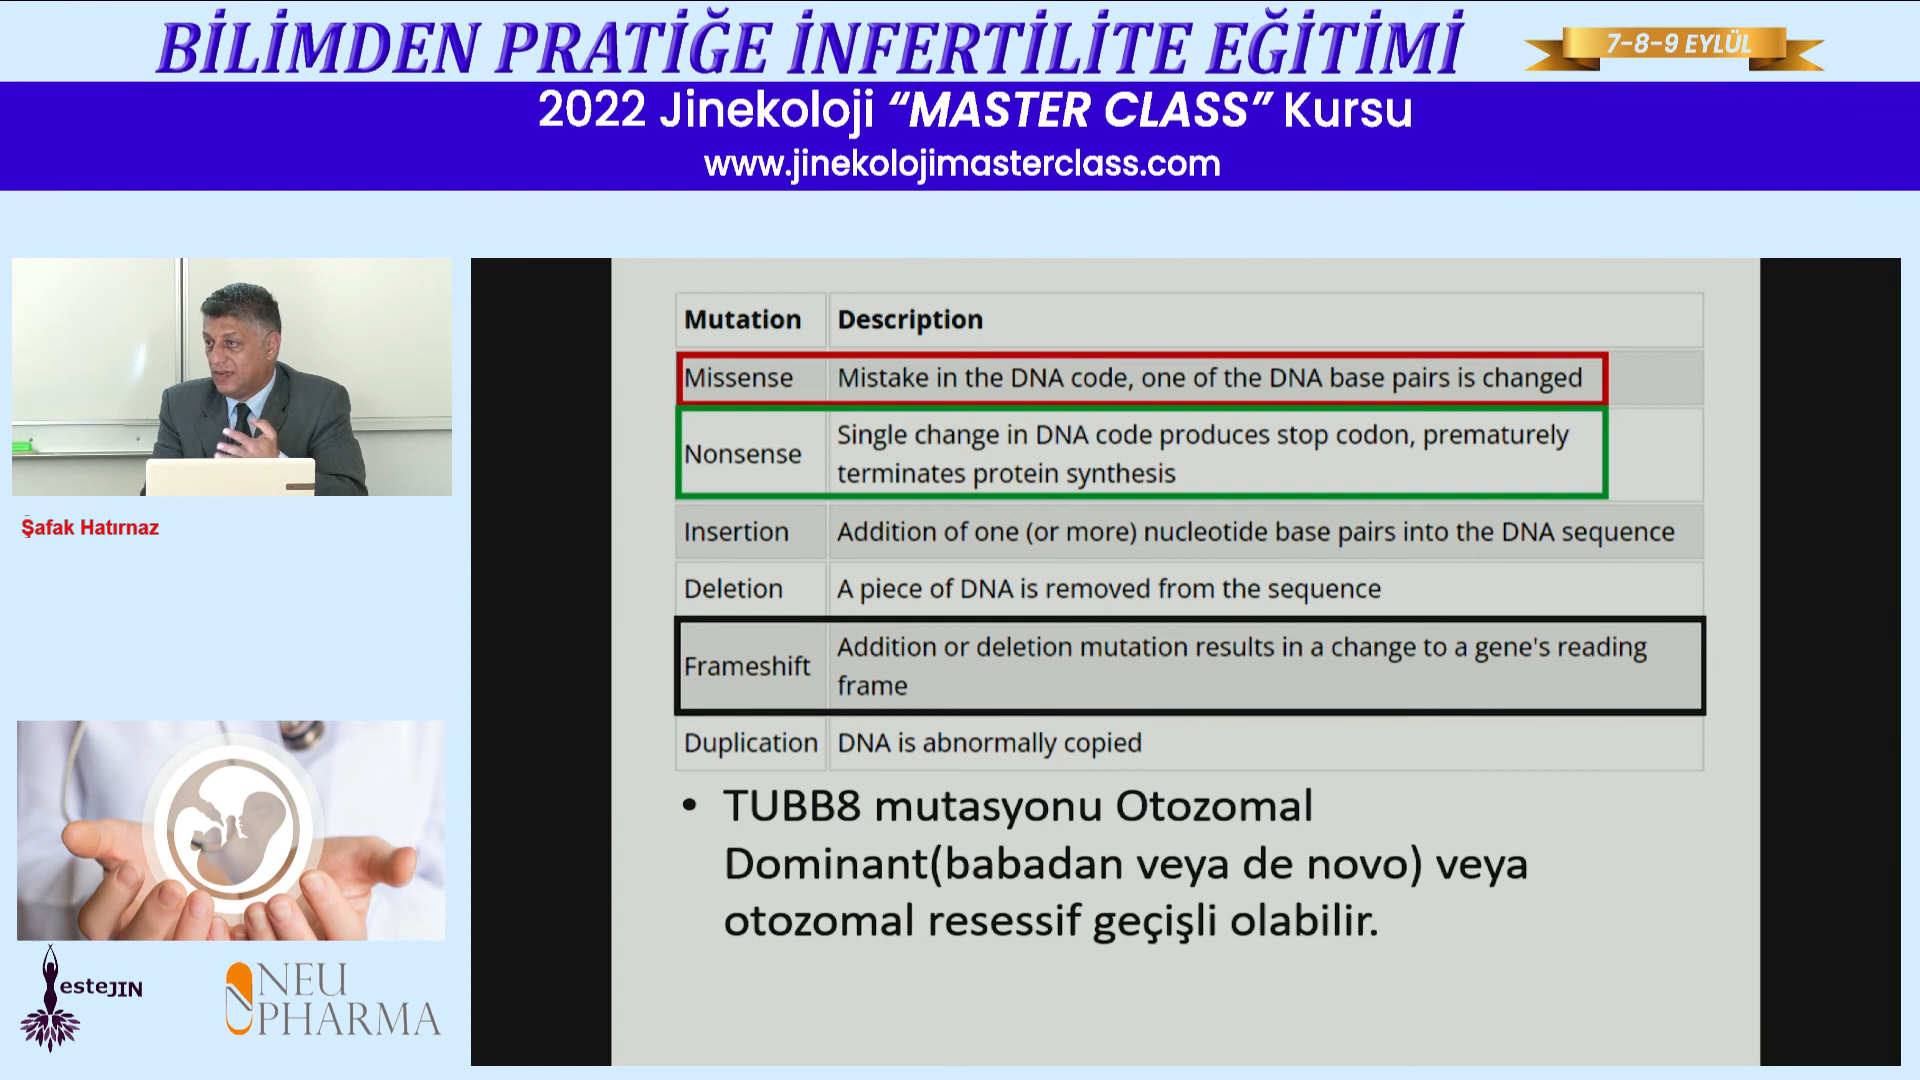 BİLİMDEN PRATİĞE İNFERTİLİTE EĞİTİMİ
7-8-9 EYLÜL
2022 Jinekoloji “MASTER CLASS” Kursu
www.jinekolojimasterclass.com
Şafak Hatırnaz
Mutation Description
Missense Mistake in the DNA code, one of the DNA base pairs is changed
Nonsense Single change in DNA code produces stop codon, prematurely
terminates protein synthesis
Insertion Addition of one (or more) nucleotide base pairs into the DNA sequence
Deletion A piece of DNA is removed from the sequence
Frameshift Addition or deletion mutation results in a change to a gene's reading
frame
Duplication DNA is abnormally copied
• TUBB8 mutasyonu Otozomal
Dominant(babadan veya de novo) veya
otozomal resessif geçişli olabilir.
esteJIN
NEU
PHARMA